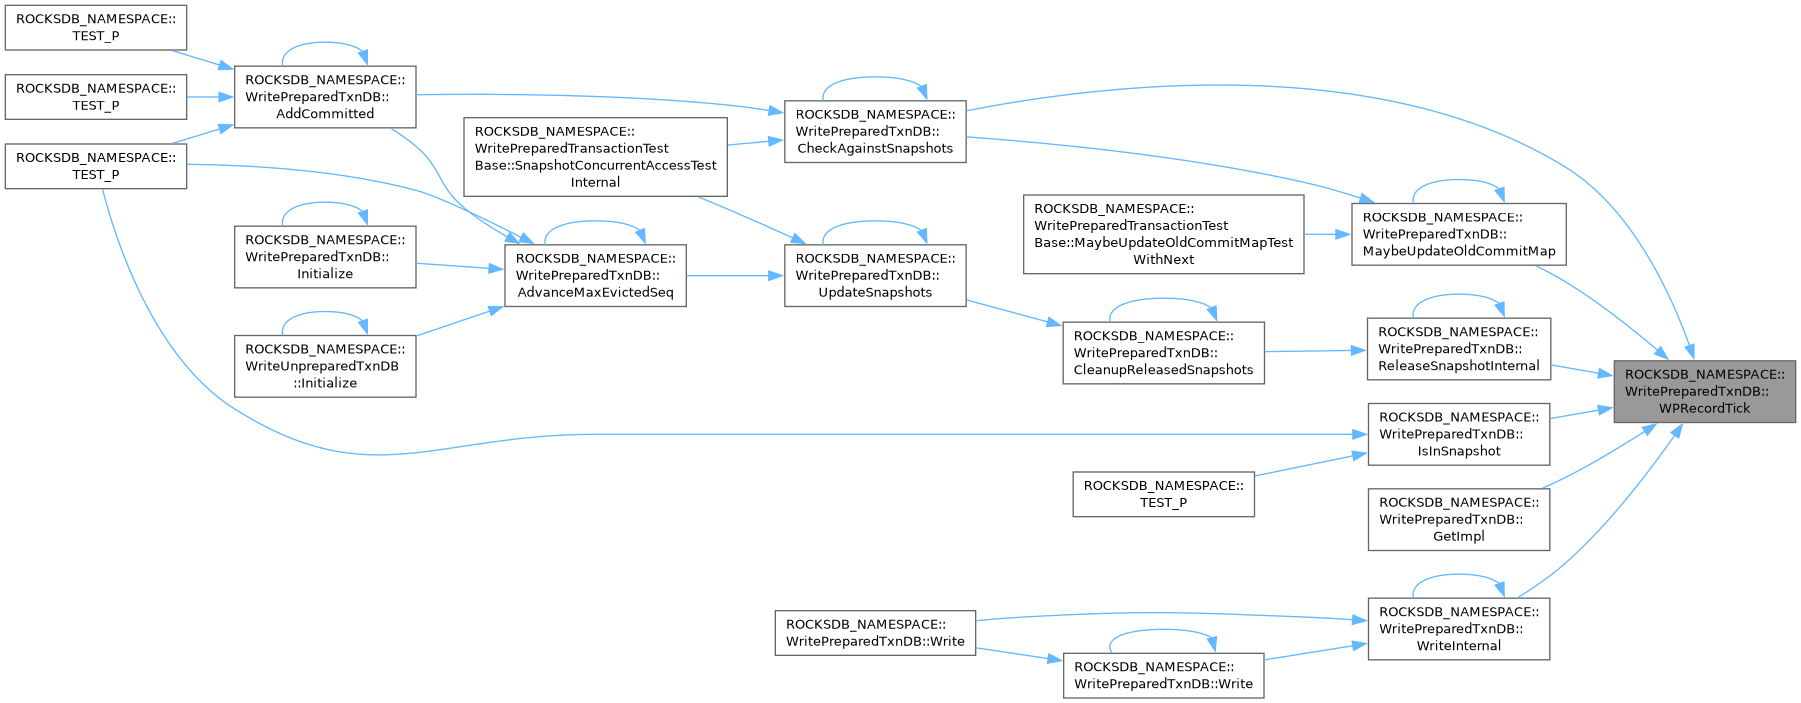 ROCKSDB_NAMESPACE::
TEST_P
ROCKSDB_NAMESPACE::
TEST_P
ROCKSDB_NAMESPACE::
TEST_P
ROCKSDB_NAMESPACE::
WritePreparedTxnDB::
AddCommitted
ROCKSDB_NAMESPACE::
WritePreparedTxnDB::
Initialize
ROCKSDB_NAMESPACE::
WriteUnpreparedTxnDB
::Initialize
ROCKSDB_NAMESPACE::
WritePreparedTransactionTest
Base::SnapshotConcurrentAccessTest
Internal
ROCKSDB_NAMESPACE::
WritePreparedTxnDB::
AdvanceMaxEvictedSeq
ROCKSDB_NAMESPACE::
WritePreparedTxnDB::
CheckAgainstSnapshots
ROCKSDB_NAMESPACE::
WritePreparedTxnDB::
UpdateSnapshots
ROCKSDB_NAMESPACE::
WritePreparedTxnDB::Write
ROCKSDB_NAMESPACE::
WritePreparedTransactionTest
Base::MaybeUpdateOldCommitMapTest
WithNext
ROCKSDB_NAMESPACE::
WritePreparedTxnDB::
CleanupReleasedSnapshots
ROCKSDB_NAMESPACE::
TEST_P
ROCKSDB_NAMESPACE::
WritePreparedTxnDB::Write
ROCKSDB_NAMESPACE::
WritePreparedTxnDB::
MaybeUpdateOldCommitMap
ROCKSDB_NAMESPACE::
WritePreparedTxnDB::
ReleaseSnapshotInternal
ROCKSDB_NAMESPACE::
WritePreparedTxnDB::
IsInSnapshot
ROCKSDB_NAMESPACE::
WritePreparedTxnDB::
GetImpl
ROCKSDB_NAMESPACE::
WritePreparedTxnDB::
WriteInternal
ROCKSDB_NAMESPACE::
WritePreparedTxnDB::
WPRecordTick